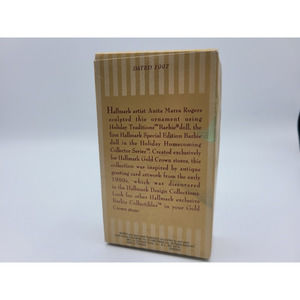 DATED 1997
Hallmark artist Anita Marra Rogers
sculpted this ornament using
Holiday Traditions™ Barbie® doll, the
first Hallmark Special Edition Barbie
doll in the Holiday Homecoming
Collector Series™. Created exclusively
for Hallmark Gold Crown stores, this
collection was inspired by antique
greeting card artwork from the early
1900s, which was discovered
in the Hallmark Design Collections.
Look for other Hallmark exclusive
Barbie Collectibles™ in your Gold
Crown store.